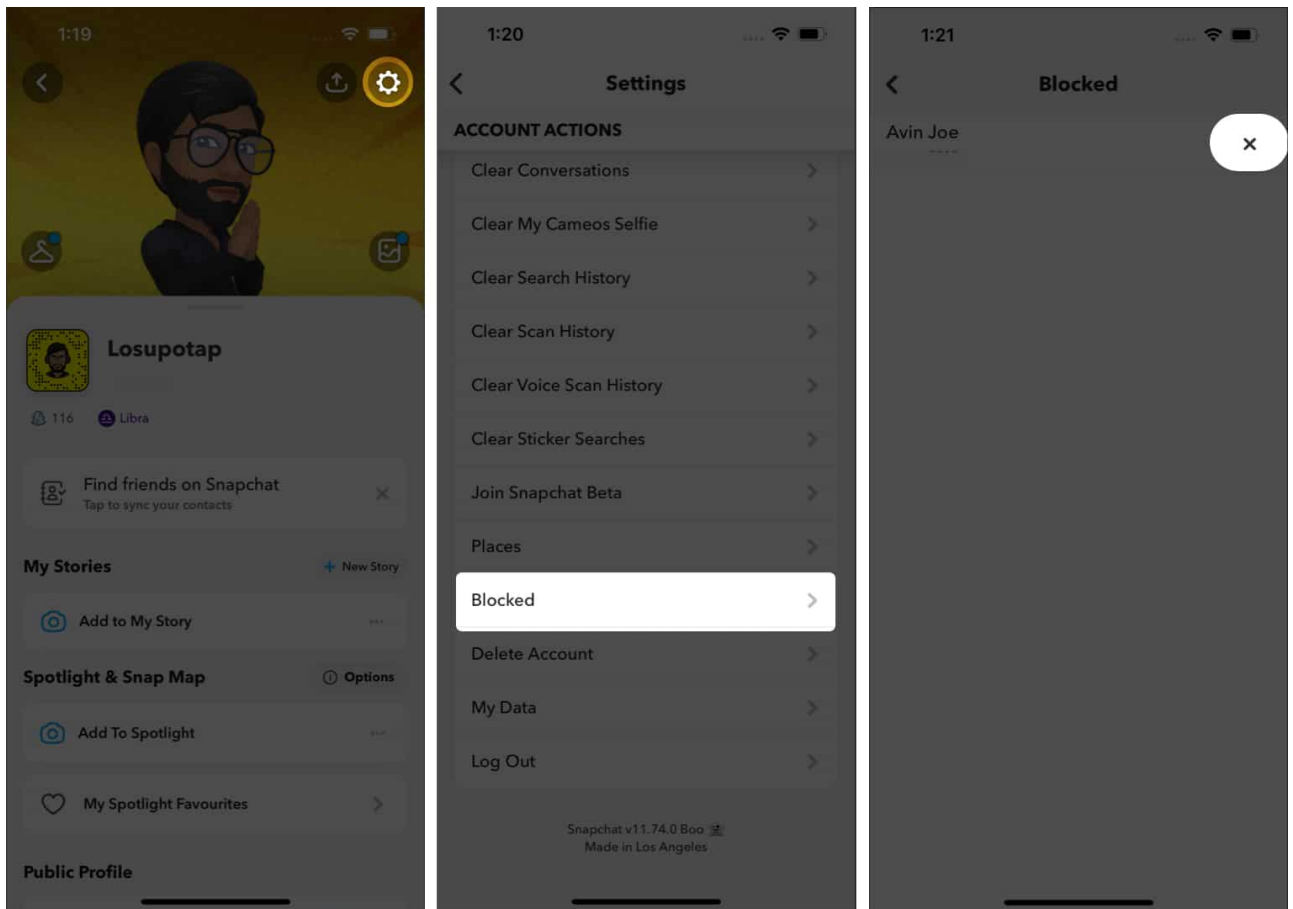 1:19
Losupotap
116 Libra
Find friends on Snapchat
Tap to sync your contacts
My Stories
+ New Story
Add to My Story
Spotlight & Snap Map
Options
Add To Spotlight
My Spotlight Favourites
Public Profile
1:20
Settings
ACCOUNT ACTIONS
Clear Conversations
Clear My Cameos Selfie
Clear Search History
Clear Scan History
Clear Voice Scan History
Clear Sticker Searches
Join Snapchat Beta
Places
Blocked
Delete Account
My Data
Log Out
Snapchat v11.74.0 Boo
Made in Los Angeles
1:21
Blocked
Avin Joe